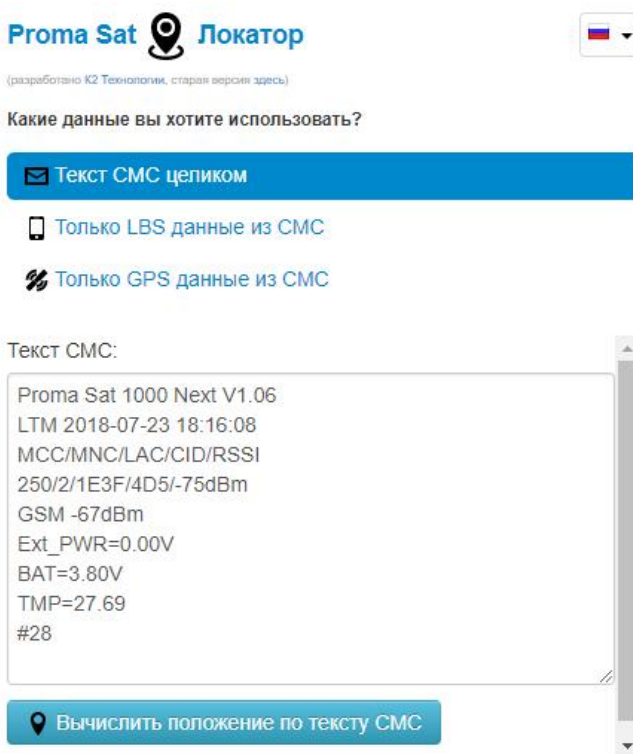 Proma Sat Локатор
(разработано К2 Технологии, старая версия здесь)
Какие данные вы хотите использовать?
Текст СМС целиком
Только LBS данные из СМС
Только GPS данные из СМС
Текст СМС:
Proma Sat 1000 Next V1.06
LTM 2018-07-23 18:16:08
MCC/MNC/LAC/CID/RSSI
250/2/1E3F/4D5/-75dBm
GSM -67dBm
Ext_PWR=0.00V
BAT=3.80V
TMP=27.69
#28
Вычислить положение по тексту СМС